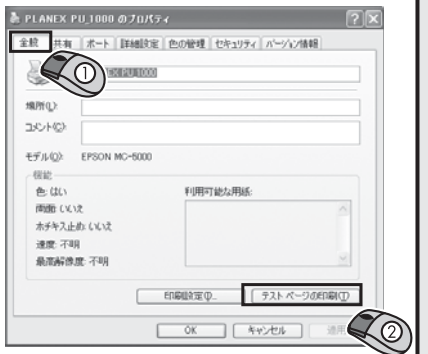 PLANEX PU_1000 のプロパティ
全般 共有 ポート 詳細設定 色の管理 セキュリティ バージョン情報
①
場所(L):
コメント(C):
モデル(O): EPSON MC-5000
機能
色: はい 利用可能な用紙:
両面: いいえ
ホチキス止め: いいえ
速度: 不明
最高解像度: 不明
印刷設定(I)... テスト ページの印刷(T)
②
OK キャンセル 適用